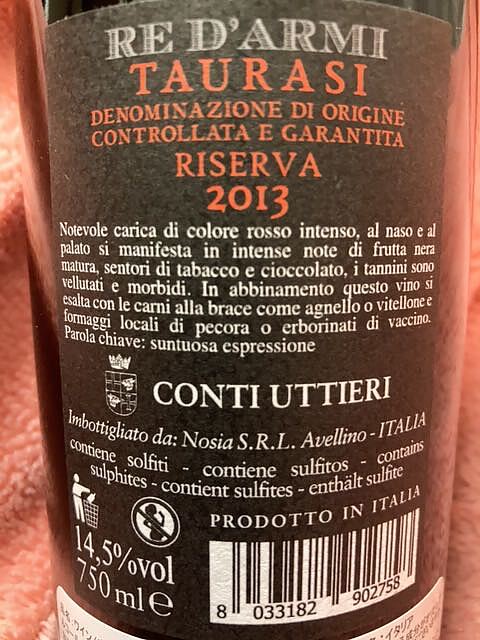 RE D'ARMI
TAURASI
DENOMINAZIONE DI ORIGINE
CONTROLLATA E GARANTITA
RISERVA
2013
Notevole carica di colore rosso intenso, al naso e al
palato si manifesta in intense note di frutta nera
matura, sentori di tabacco e cioccolato, i tannini sono
vellutati e morbidi. In abbinamento questo vino si
esalta con le carni alla brace come agnello o vitellone e
formaggi locali di pecora o erborinati di vaccino.
Parola chiave: suntuosa espressione
CONTI UTTIERI
Imbottigliato da: Nosia S.R.L. Avellino - ITALIA
contiene solfiti - contiene sulfitos - contains
sulphites - contient sulfites - enthält sulfite
PRODOTTO IN ITALIA
14,5%vol
750 ml e
8 033182 902758